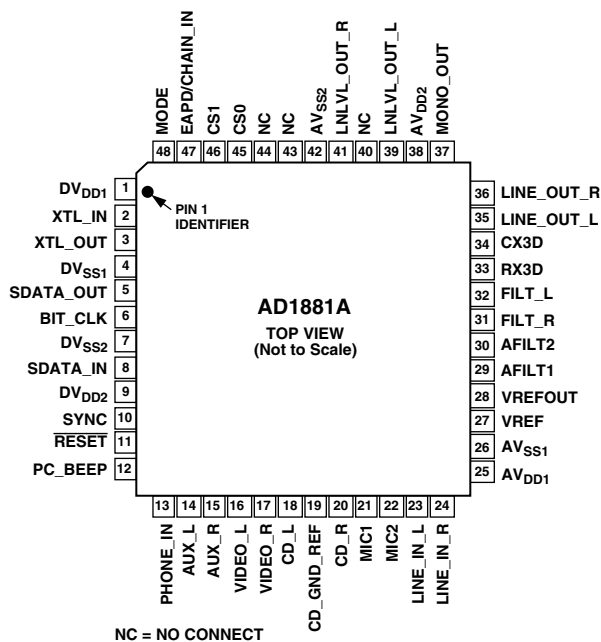 MODE
EAPD/CHAIN_IN
CS1
CS0
NC
NC
AVSS2
LNLVL_OUT_R
NC
LNLVL_OUT_L
AVDD2
MONO_OUT
48
47
46
45
44
43
42
41
40
39
38
37
DVDD1 1
XTL_IN 2
XTL_OUT 3
DVSS1 4
SDATA_OUT 5
BIT_CLK 6
DVSS2 7
SDATA_IN 8
DVDD2 9
SYNC 10
RESET 11
PC_BEEP 12
PIN 1
IDENTIFIER
AD1881A
TOP VIEW
(Not to Scale)
36 LINE_OUT_R
35 LINE_OUT_L
34 CX3D
33 RX3D
32 FILT_L
31 FILT_R
30 AFILT2
29 AFILT1
28 VREFOUT
27 VREF
26 AVSS1
25 AVDD1
13
14
15
16
17
18
19
20
21
22
23
24
PHONE_IN
AUX_L
AUX_R
VIDEO_L
VIDEO_R
CD_L
CD_GND_REF
CD_R
MIC1
MIC2
LINE_IN_L
LINE_IN_R
NC = NO CONNECT